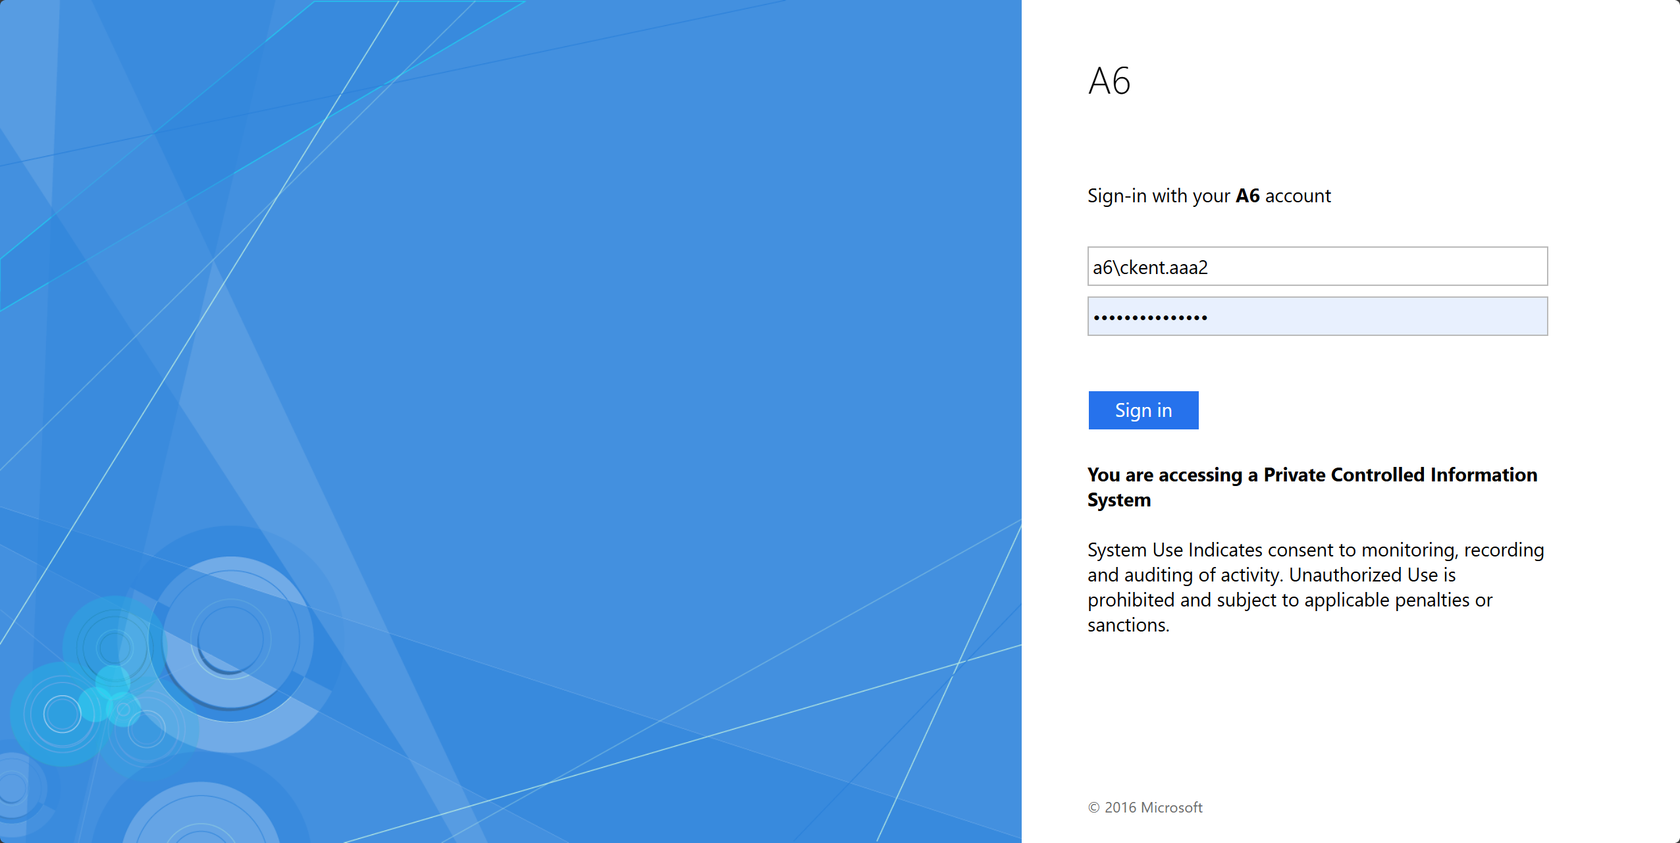 A6
Sign-in with your A6 account
a6\ckent.aaa2
•••••••••••••••
Sign in
You are accessing a Private Controlled Information
System
System Use Indicates consent to monitoring, recording
and auditing of activity. Unauthorized Use is
prohibited and subject to applicable penalties or
sanctions.
© 2016 Microsoft